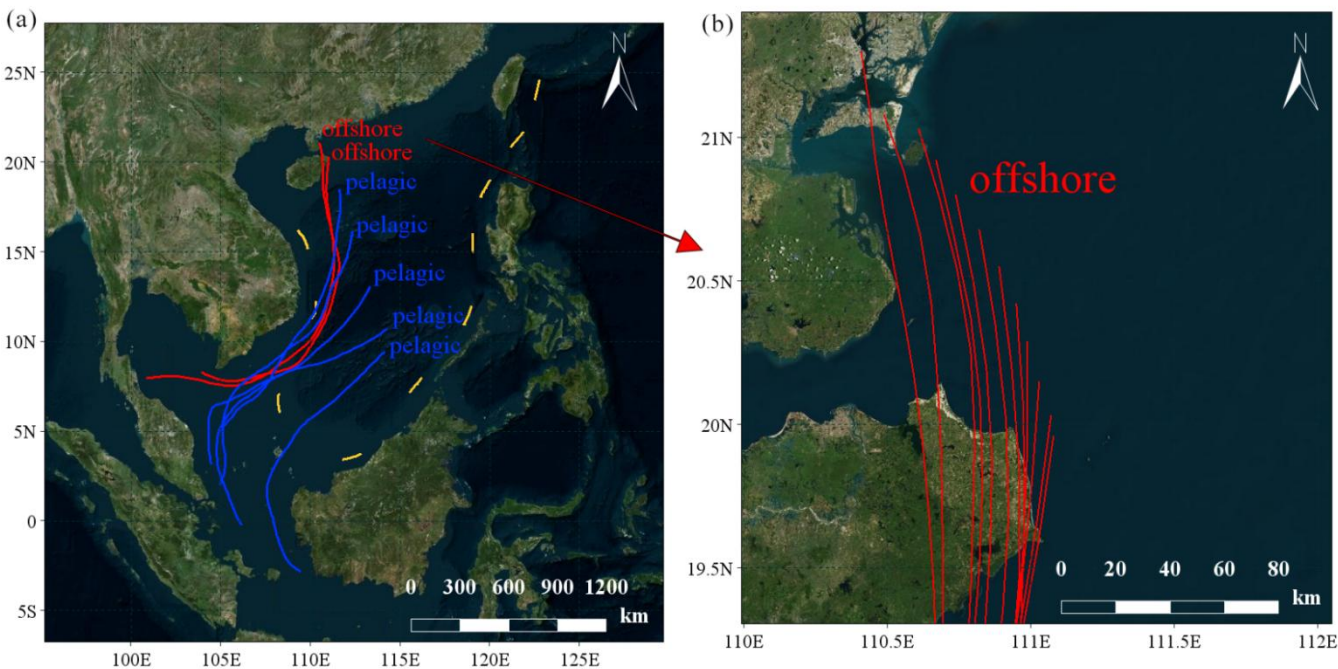 (a)
N
25N
20N
15N
10N
5N
0
5S
offshore
offshore
pelagic
pelagic
pelagic
pelagic
pelagic
0 300 600 900 1200
km
100E 105E 110E 115E 120E 125E
(b)
N
21N
20.5N
20N
19.5N
offshore
0 20 40 60 80
km
110E 110.5E 111E 111.5E 112E